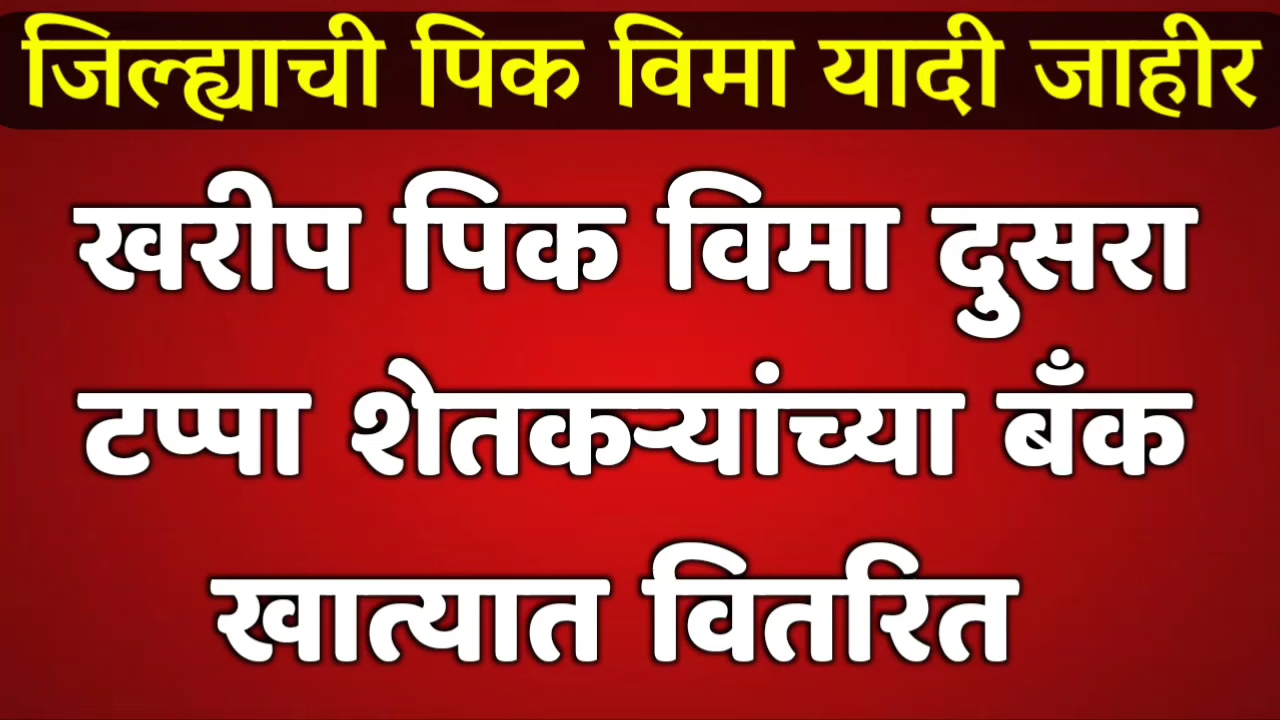 जिल्ह्याची पिक विमा यादी जाहीर
खरीप पिक विमा दुसरा
टप्पा शेतकऱ्यांच्या बँक
खात्यात वितरित